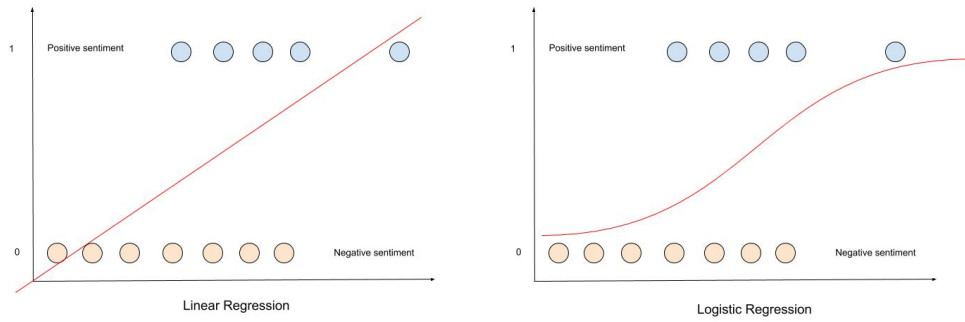 1
Positive sentiment
0
Negative sentiment
Linear Regression
1
Positive sentiment
0
Negative sentiment
Logistic Regression